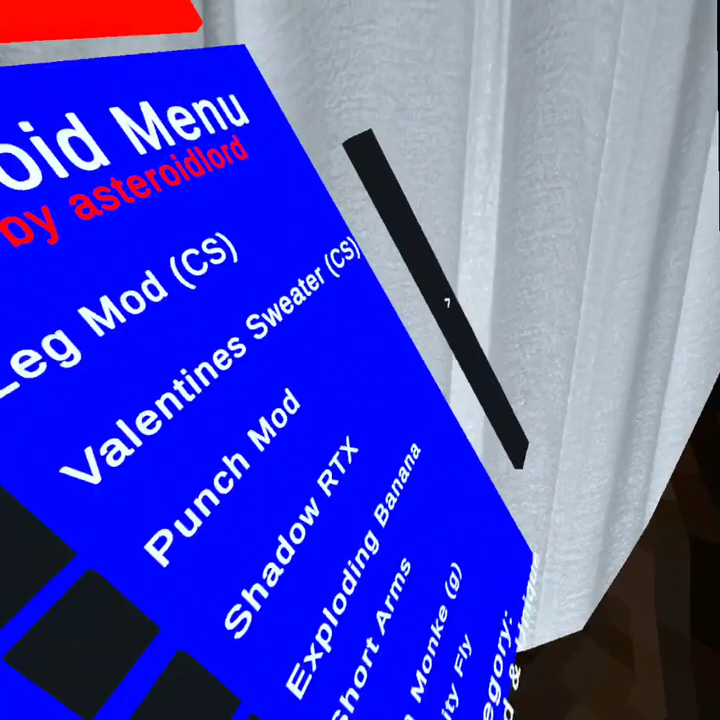 oid Menu
by asteroidlord
Leg Mod (CS)
Valentines Sweater (CS)
Punch Mod
Shadow RTX
Exploding Banana
short Arms
Monke (g)
ity Fly
egory:
d & Unique